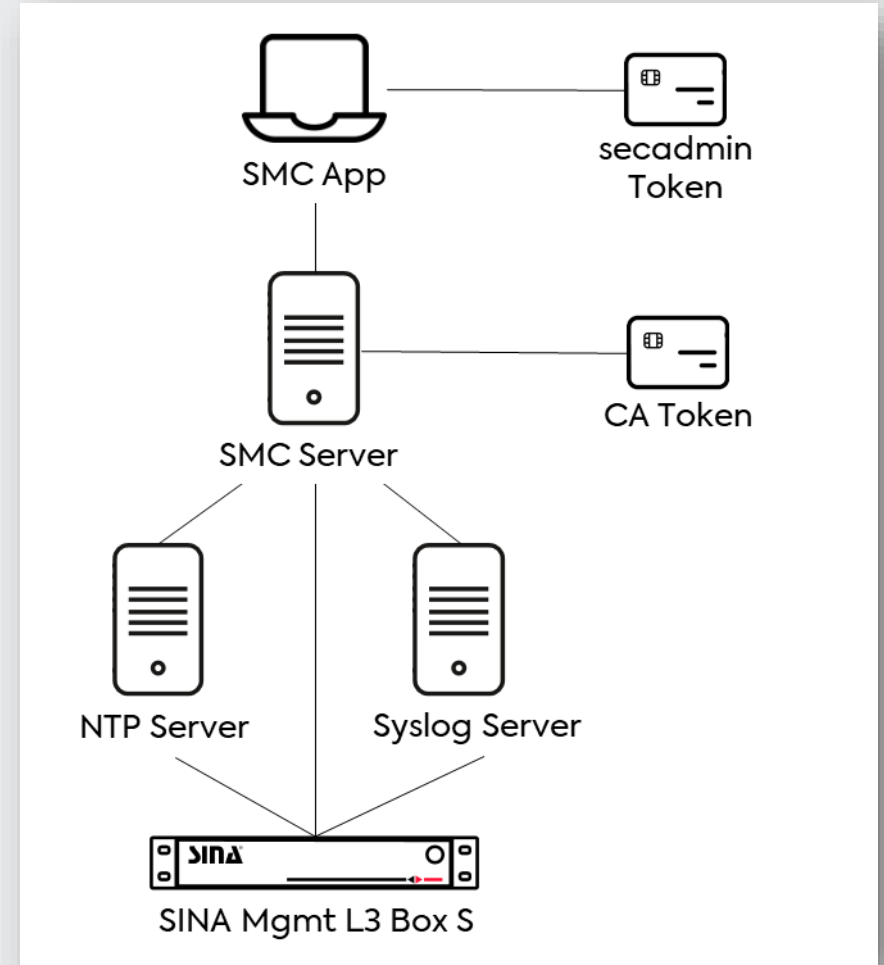 SMC App
secadmin
Token
SMC Server
CA Token
NTP Server
Syslog Server
SINA
SINA Mgmt L3 Box S